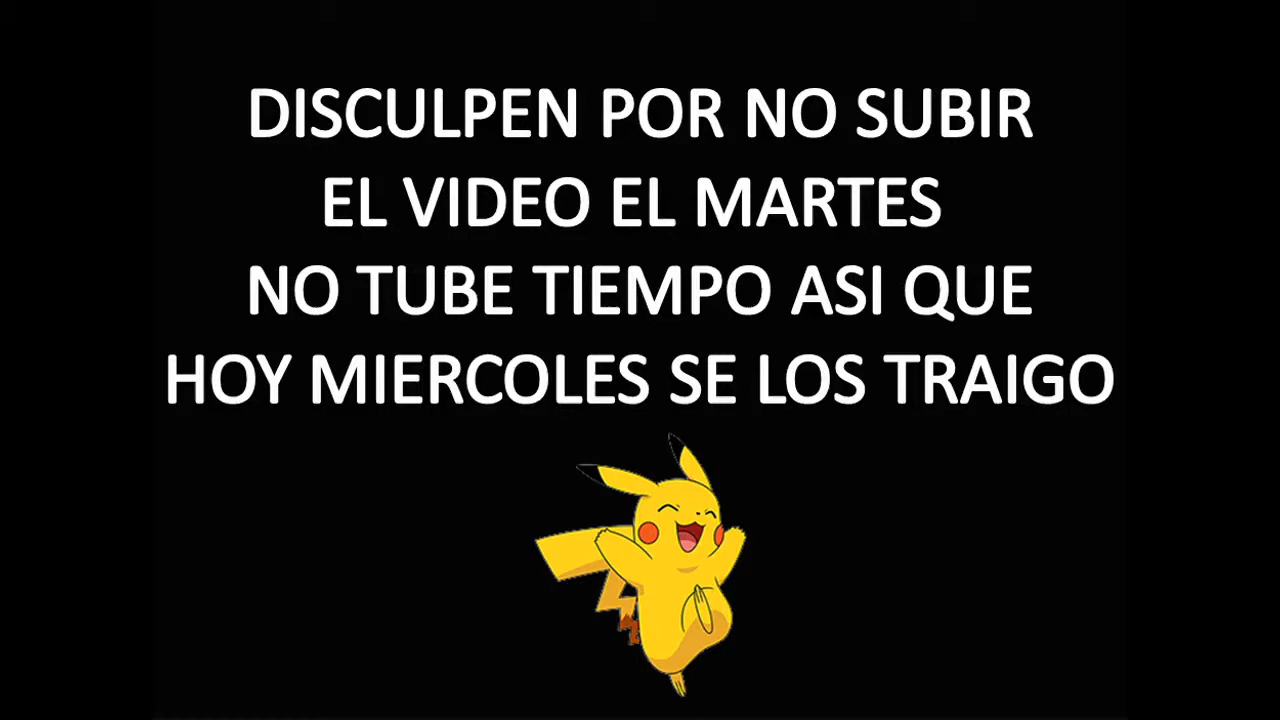 DISCULPEN POR NO SUBIR
EL VIDEO EL MARTES
NO TUBE TIEMPO ASI QUE
HOY MIERCOLES SE LOS TRAIGO